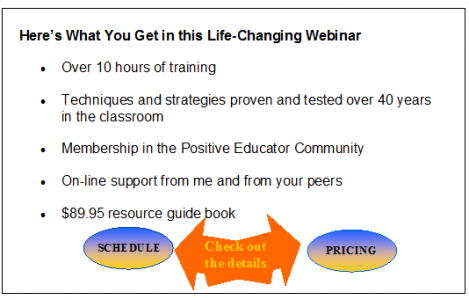 Here's What You Get in this Life-Changing Webinar
• Over 10 hours of training
• Techniques and strategies proven and tested over 40 years
in the classroom
• Membership in the Positive Educator Community
• On-line support from me and from your peers
• $89.95 resource guide book
SCHEDULE
Check out
the details
PRICING